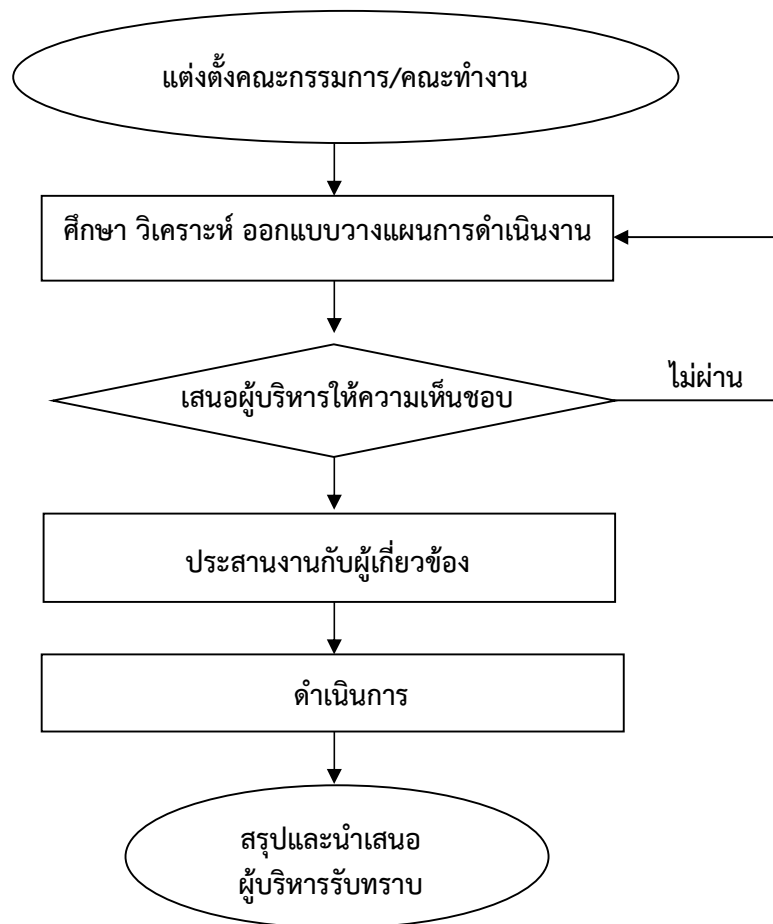 แต่งตั้งคณะกรรมการ/คณะทำงาน
ศึกษา วิเคราะห์ ออกแบบวางแผนการดำเนินงาน
เสนอผู้บริหารให้ความเห็นชอบ
ไม่ผ่าน
ประสานงานกับผู้เกี่ยวข้อง
ดำเนินการ
สรุปและนำเสนอ
ผู้บริหารรับทราบ